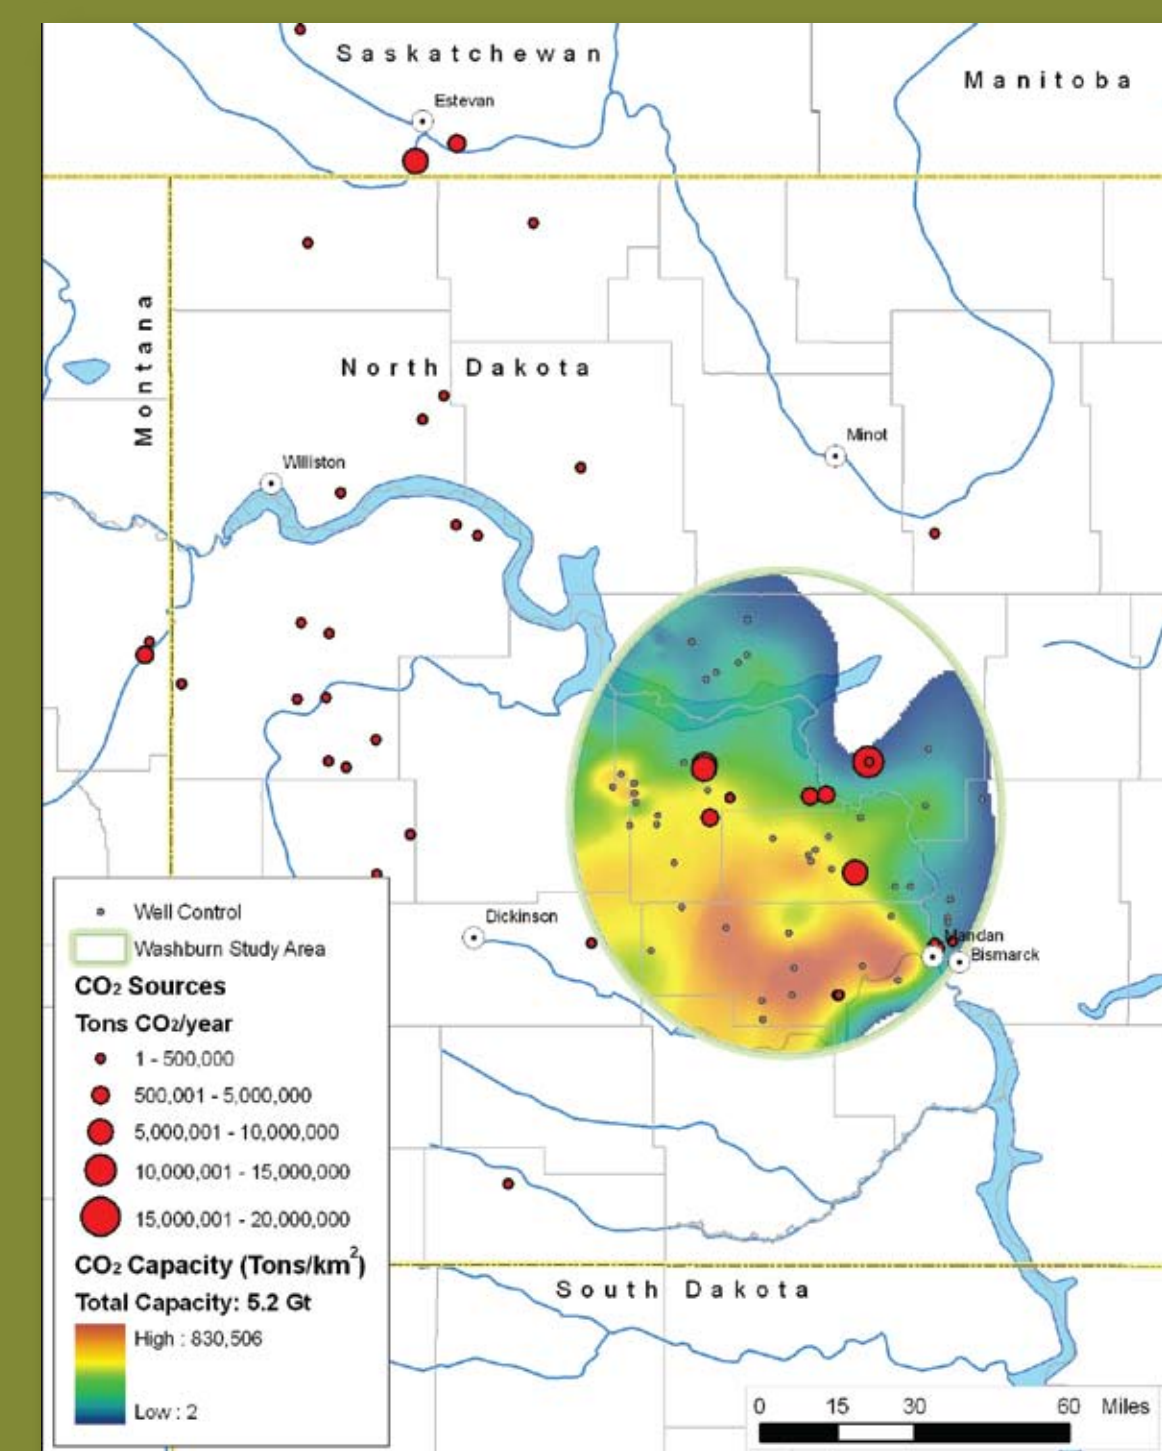 Saskatchewan
Manitoba
Estevan
Montana
North Dakota
Minot
Williston
Dickinson
Mandan
Bismarck
Well Control
Washburn Study Area
CO₂ Sources
Tons CO₂/year
1 - 500,000
500,001 - 5,000,000
5,000,001 - 10,000,000
10,000,001 - 15,000,000
15,000,001 - 20,000,000
CO₂ Capacity (Tons/km²)
Total Capacity: 5.2 Gt
High : 830,506
Low : 2
South Dakota
0 15 30 60 Miles